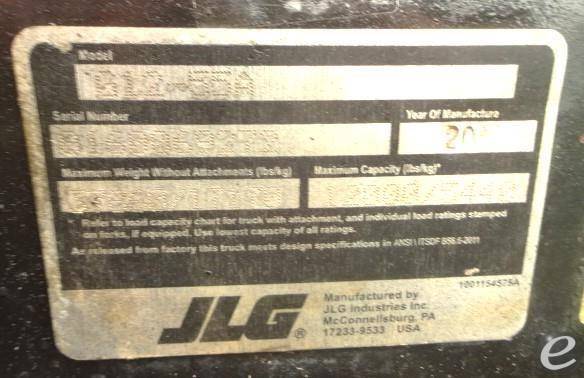 Model
Serial Number
Year Of Manufacture
Maximum Weight Without Attachments (lbs/kg)
Maximum Capacity (lbs/kg)*
* Refer to load capacity chart for truck with attachment, and individual load ratings stamped
on forks, if equipped. Use lowest capacity of all ratings.
As released from factory this truck meets design specifications in ANSI \ ITSDF B56.6-2011
1001154575A
JLG®
Manufactured by
JLG Industries Inc.
McConnellsburg, PA
17233-9533 USA
e